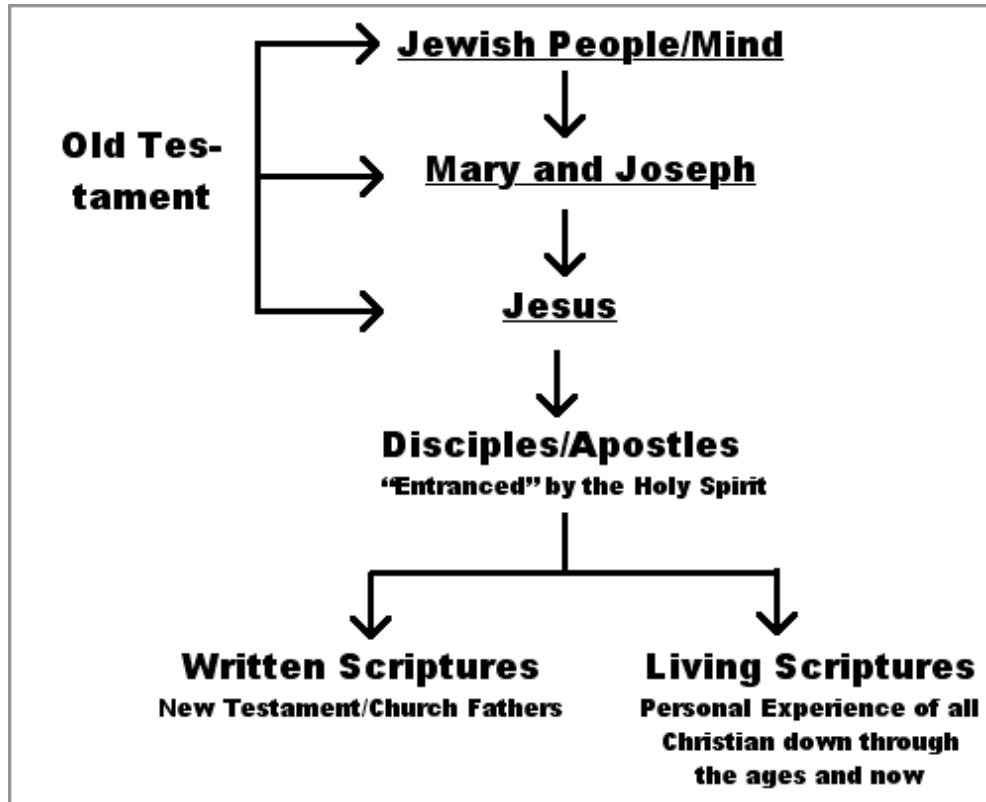 Jewish People/Mind
Old Tes-
tament
Mary and Joseph
Jesus
Disciples/Apostles
“Entranced” by the Holy Spirit
Written Scriptures
New Testament/Church Fathers
Living Scriptures
Personal Experience of all
Christian down through
the ages and now